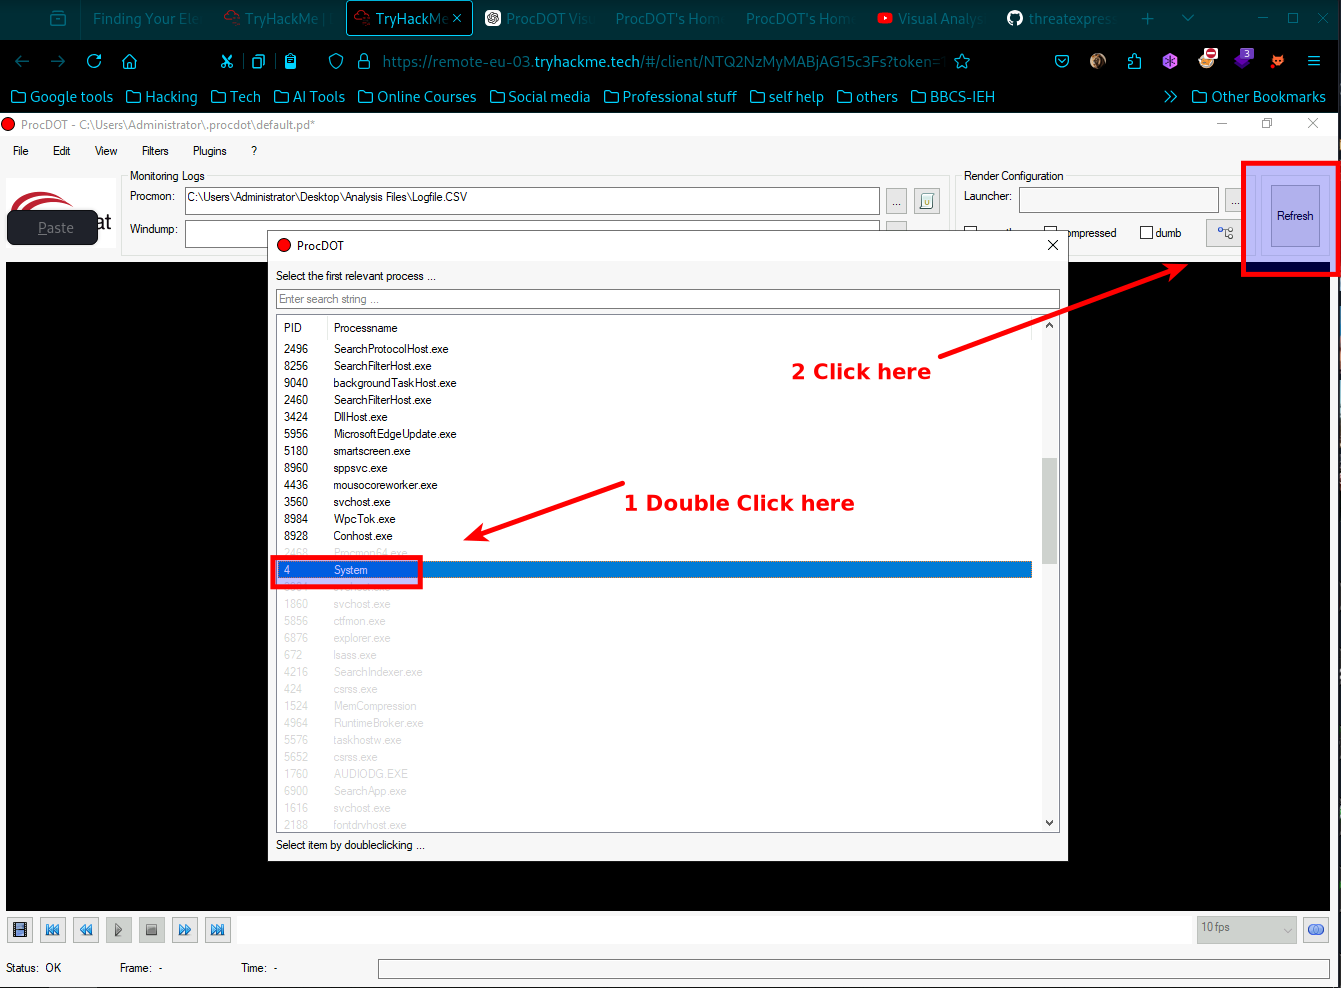 Finding Your Ele
TryHackMe |
TryHackMe
ProcDOT Visu
ProcDOT's Hom
ProcDOT's Hom
Visual Analys
threatexpres
https://remote-eu-03.tryhackme.tech/#/client/NTQ2NzMyMABjAG15c3Fs?token=
3
Google tools
Hacking
Tech
AI Tools
Online Courses
Social media
Professional stuff
self help
others
BBCS-IEH
Other Bookmarks
ProcDOT - C:\Users\Administrator\.procdot\default.pd*
File Edit View Filters Plugins ?
Monitoring Logs
Procmon: C:\Users\Administrator\Desktop\Analysis Files\Logfile.CSV ...
Windump:
Paste
at
Render Configuration
Launcher: ...
ompressed
dumb
Refresh
ProcDOT
Select the first relevant process ...
Enter search string ...
PID Processname
2496 SearchProtocolHost.exe
8256 SearchFilterHost.exe
9040 backgroundTaskHost.exe
2460 SearchFilterHost.exe
3424 DllHost.exe
5956 MicrosoftEdgeUpdate.exe
5180 smartscreen.exe
8960 sppsvc.exe
4436 mousocoreworker.exe
3560 svchost.exe
8984 WpcTok.exe
8928 Conhost.exe
2468 Procmon64.exe
4 System
1860 svchost.exe
5856 ctfmon.exe
6876 explorer.exe
672 lsass.exe
4216 SearchIndexer.exe
424 csrss.exe
1524 MemCompression
4964 RuntimeBroker.exe
5576 taskhostw.exe
5652 csrss.exe
1760 AUDIODG.EXE
6900 SearchApp.exe
1616 svchost.exe
2188 fontdrvhost.exe
Select item by doubleclicking ...
2 Click here
1 Double Click here
10 fps
Status: OK Frame: - Time: -